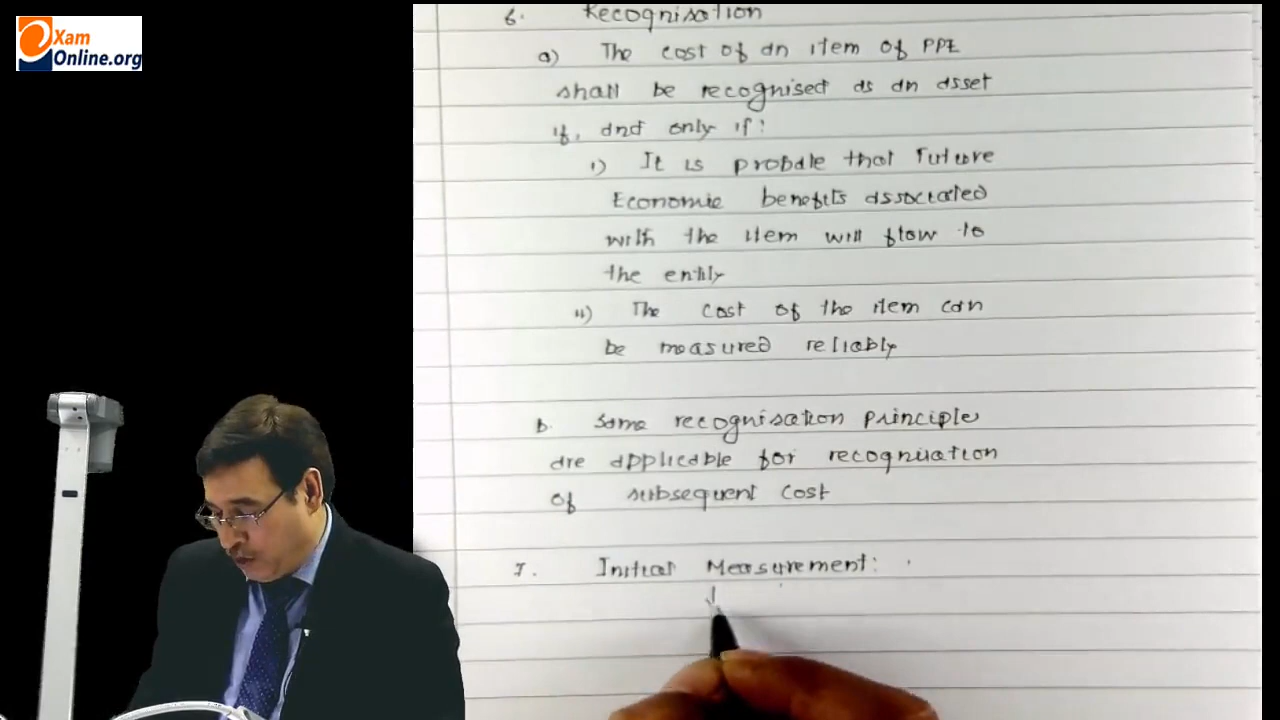 Xam
Online.org
6. Recognisation
a) The cost of an item of PPE
shall be recognised as an asset
if, and only if:
i) It is probale that future
Economic benefits associated
with the item will flow to
the entity
ii) The cost of the item can
be measured reliably
b. Same recognisation principle
are applicable for recognisation
of subsequent cost
7. Initial Measurement: